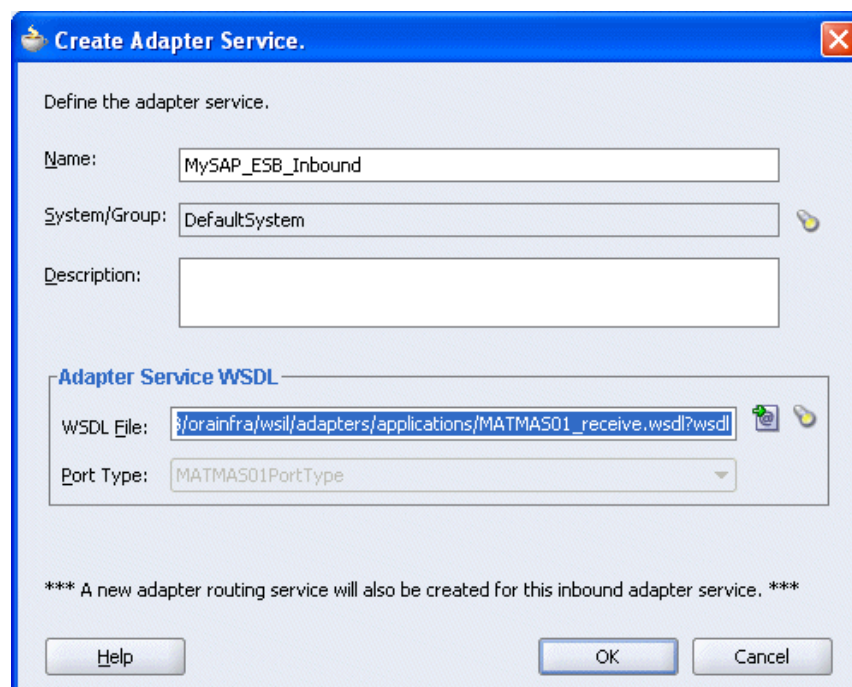 Create Adapter Service.
Define the adapter service.
Name: MySAP_ESB_Inbound
System/Group: DefaultSystem
Description:
Adapter Service WSDL
WSDL File: /orainfra/wsil/adapters/applications/MATMAS01_receive.wsdl?wsdl
Port Type: MATMAS01PortType
*** A new adapter routing service will also be created for this inbound adapter service. ***
Help OK Cancel